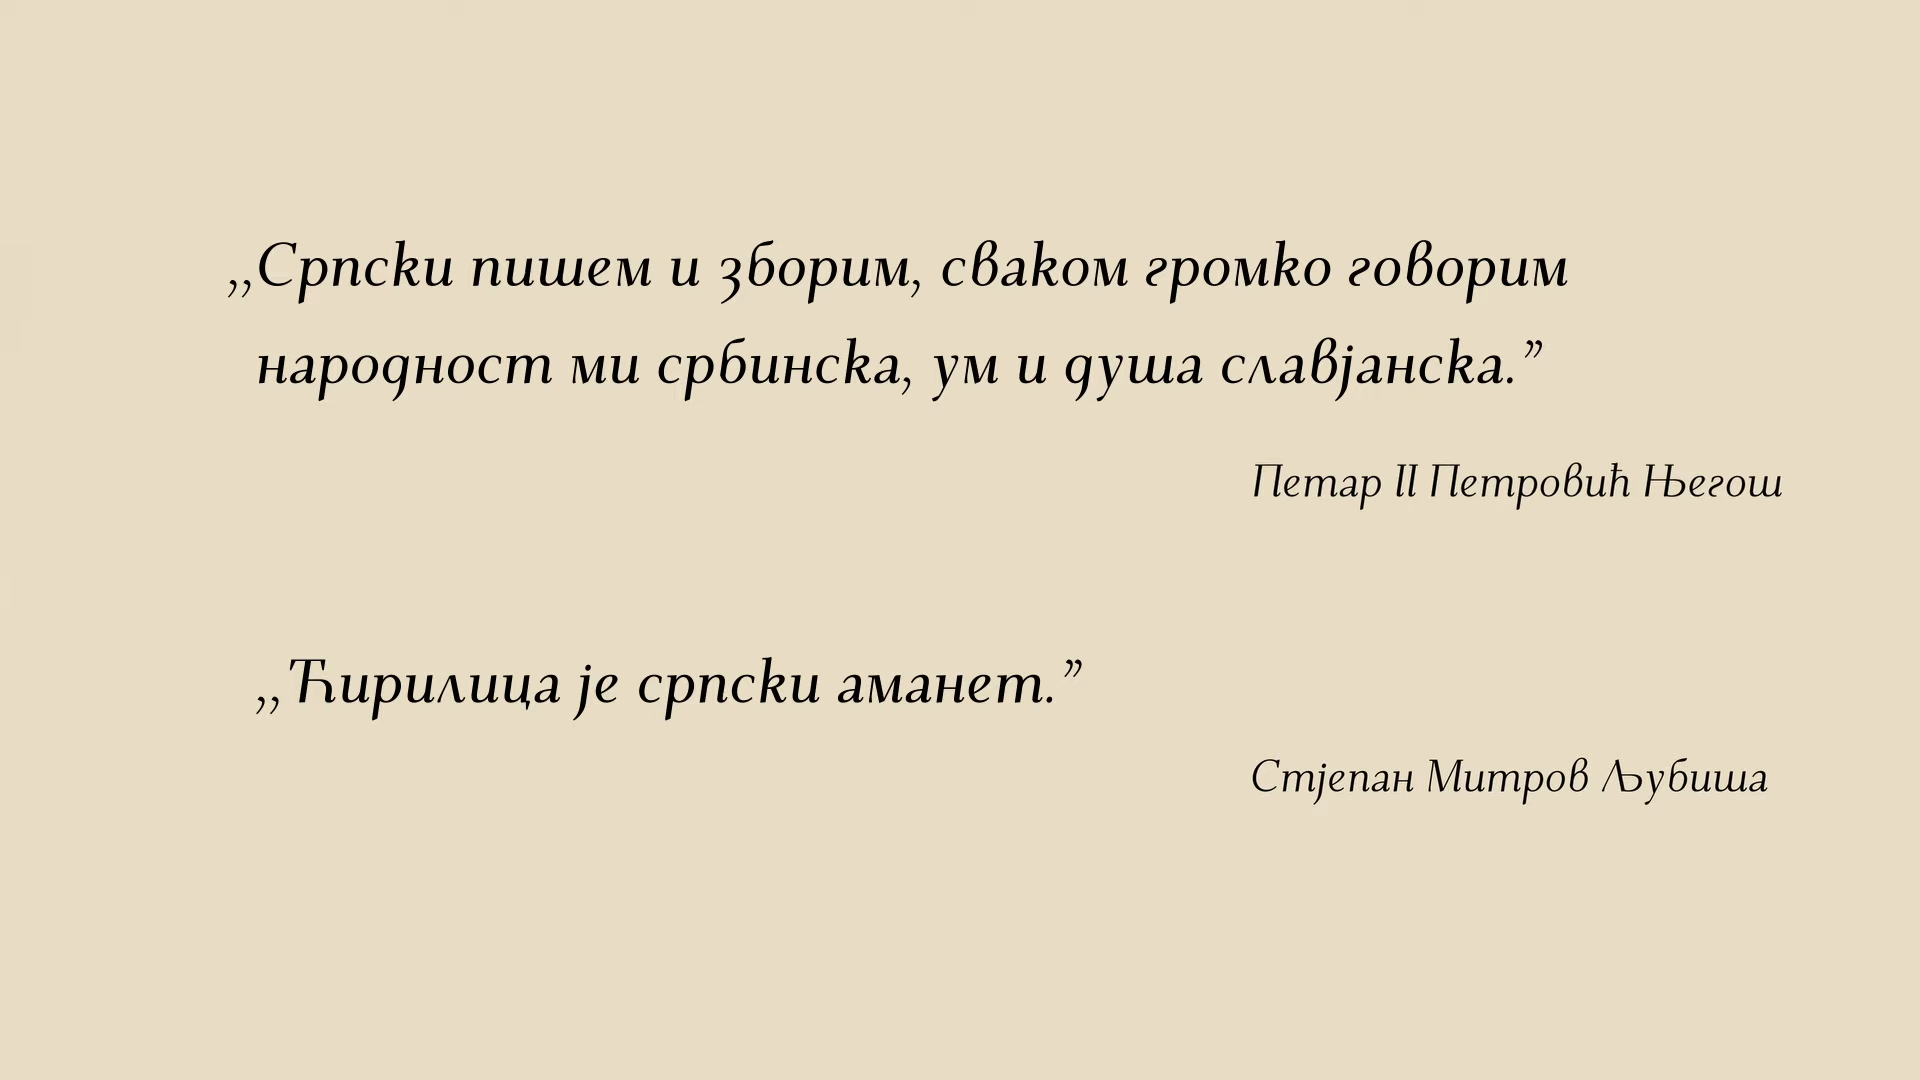 ,,Српски пишем и зборим, сваком громко говорим
народност ми србинска, ум и душа славјанска.”
Петар II Петровић Његош
,,Ћирилица је српски аманет.”
Стјепан Митров Љубиша